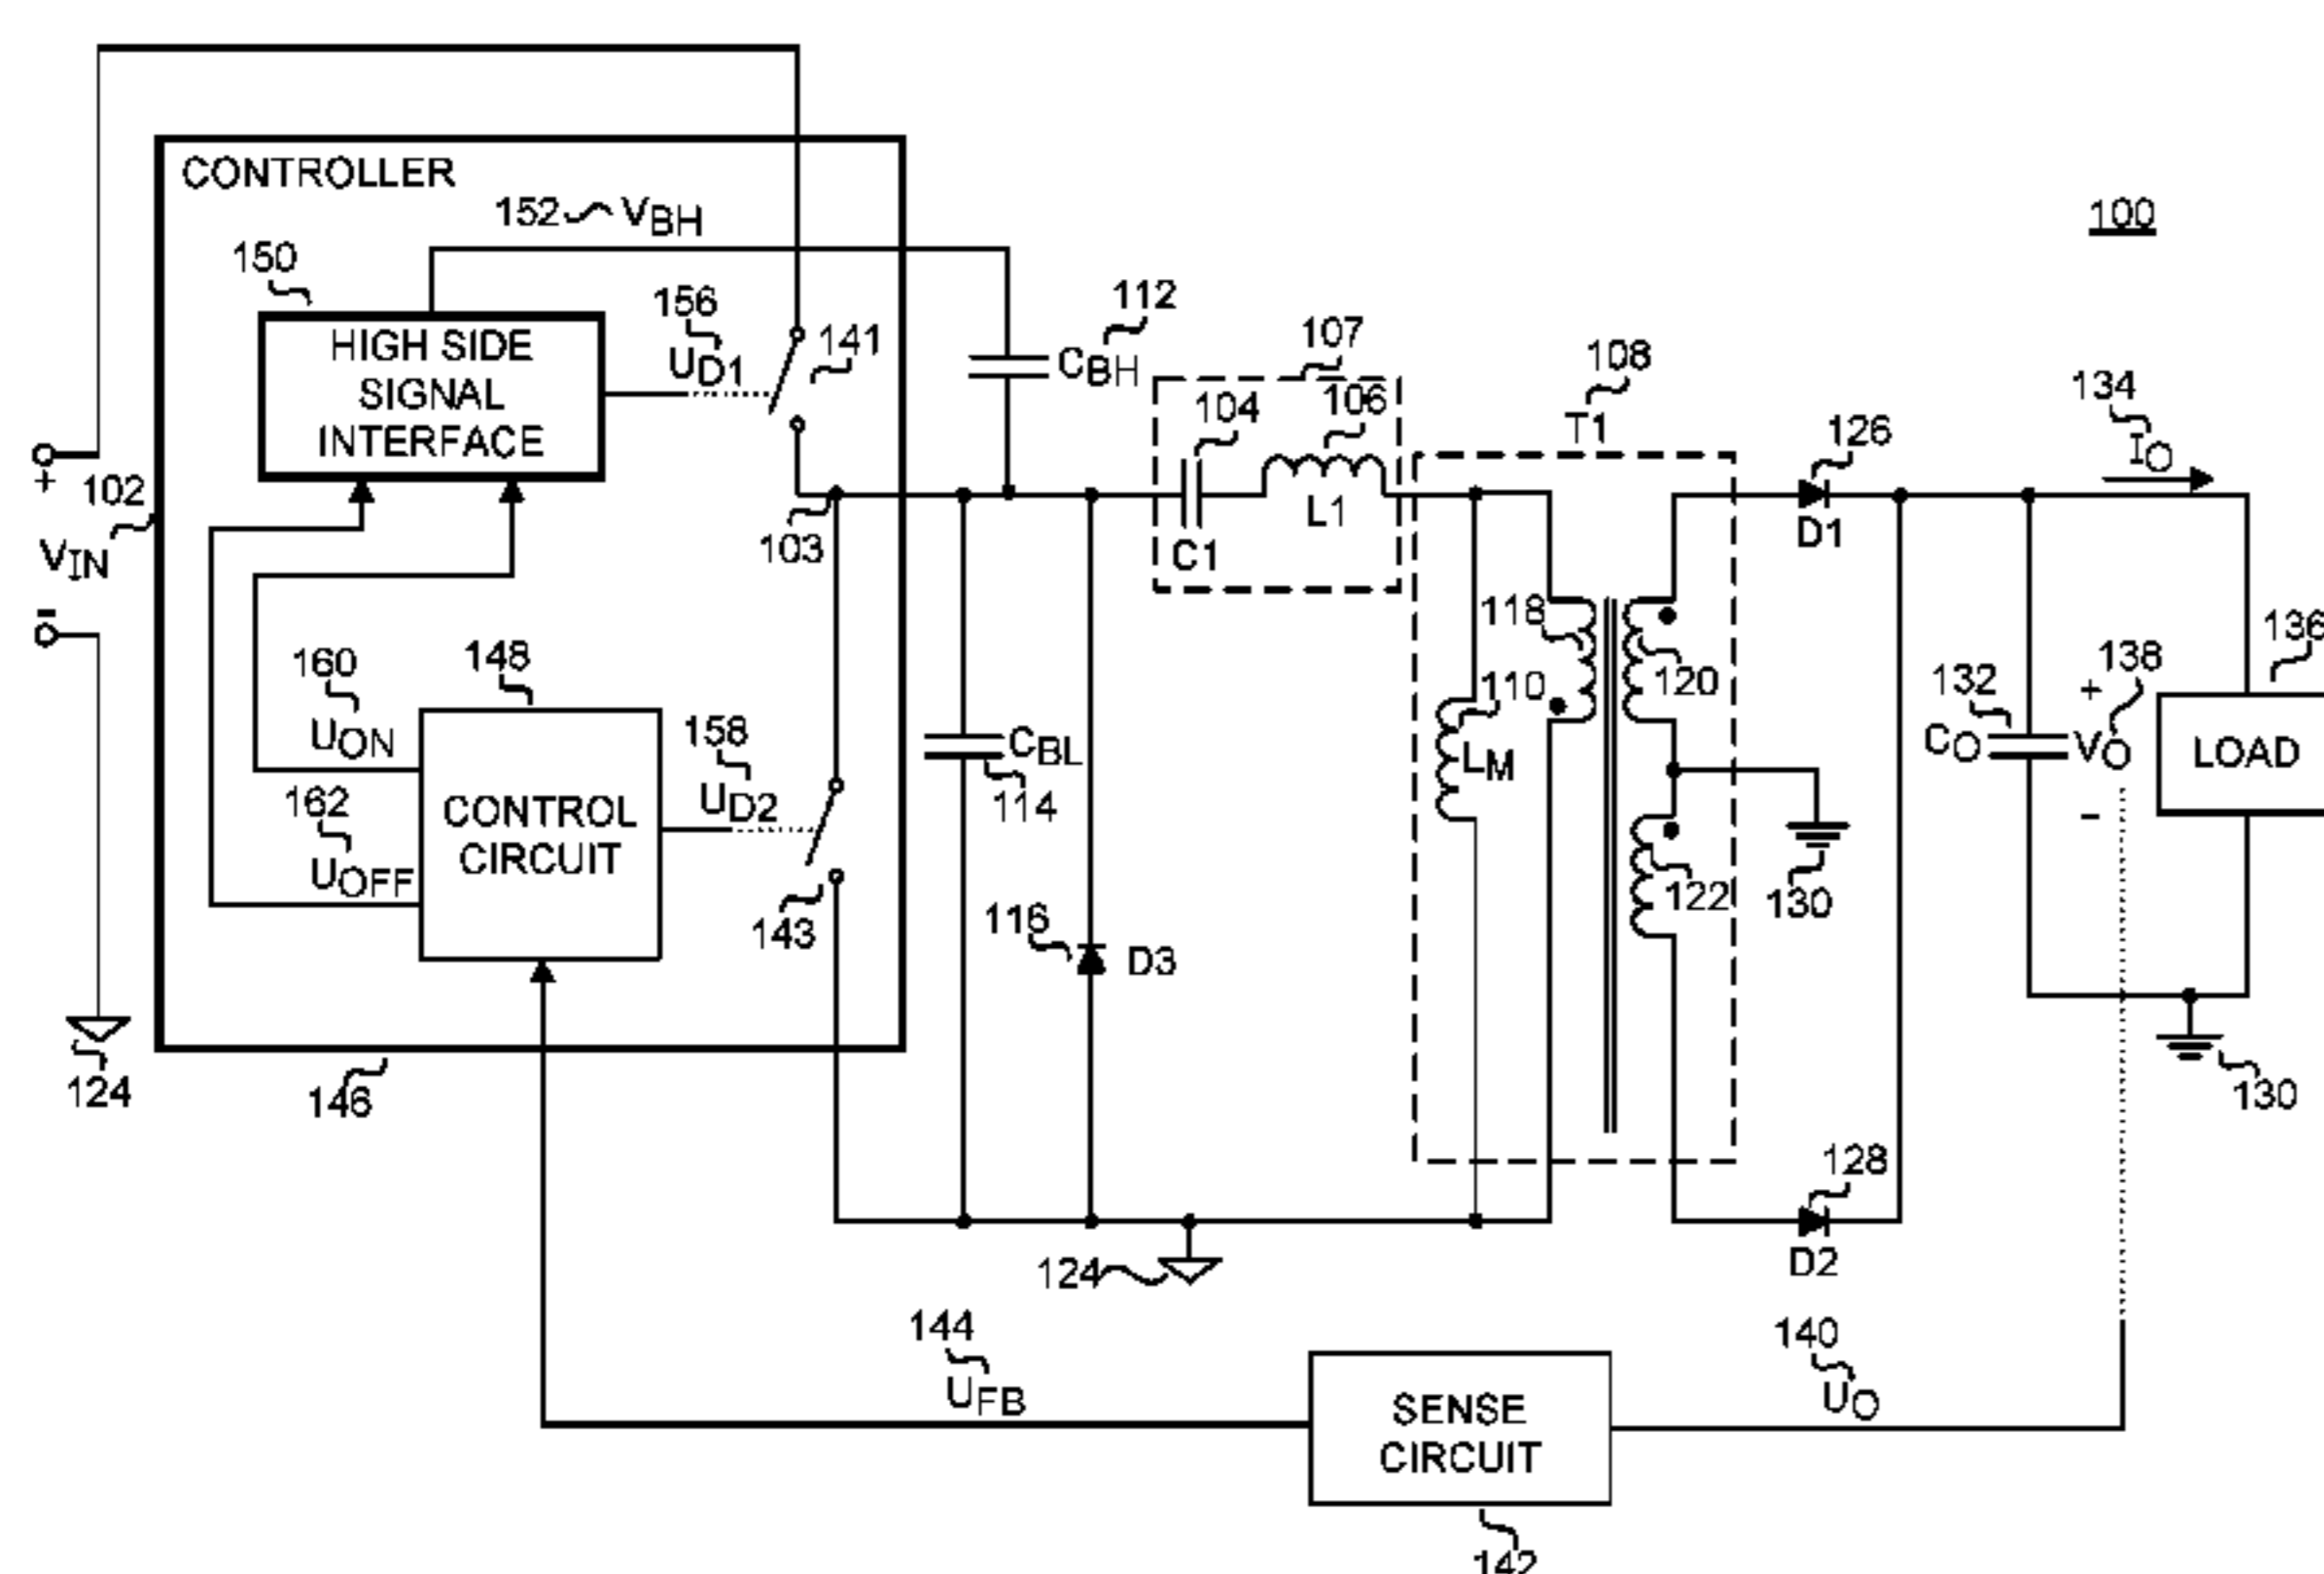 CONTROLLER
152 VBH
100
150
156
UD1
141
112
CBH
107
108
T1
104
106
C1
L1
134
IO
126
D1
HIGH SIDE
SIGNAL
INTERFACE
+
102
VIN
-
103
118
110
LM
120
122
136
138
+
VO
-
132
CO
LOAD
160
UON
148
158
UD2
162
UOFF
CONTROL
CIRCUIT
CBL
114
143
116
D3
130
124
146
130
128
D2
124
144
UFB
140
UO
SENSE
CIRCUIT
142